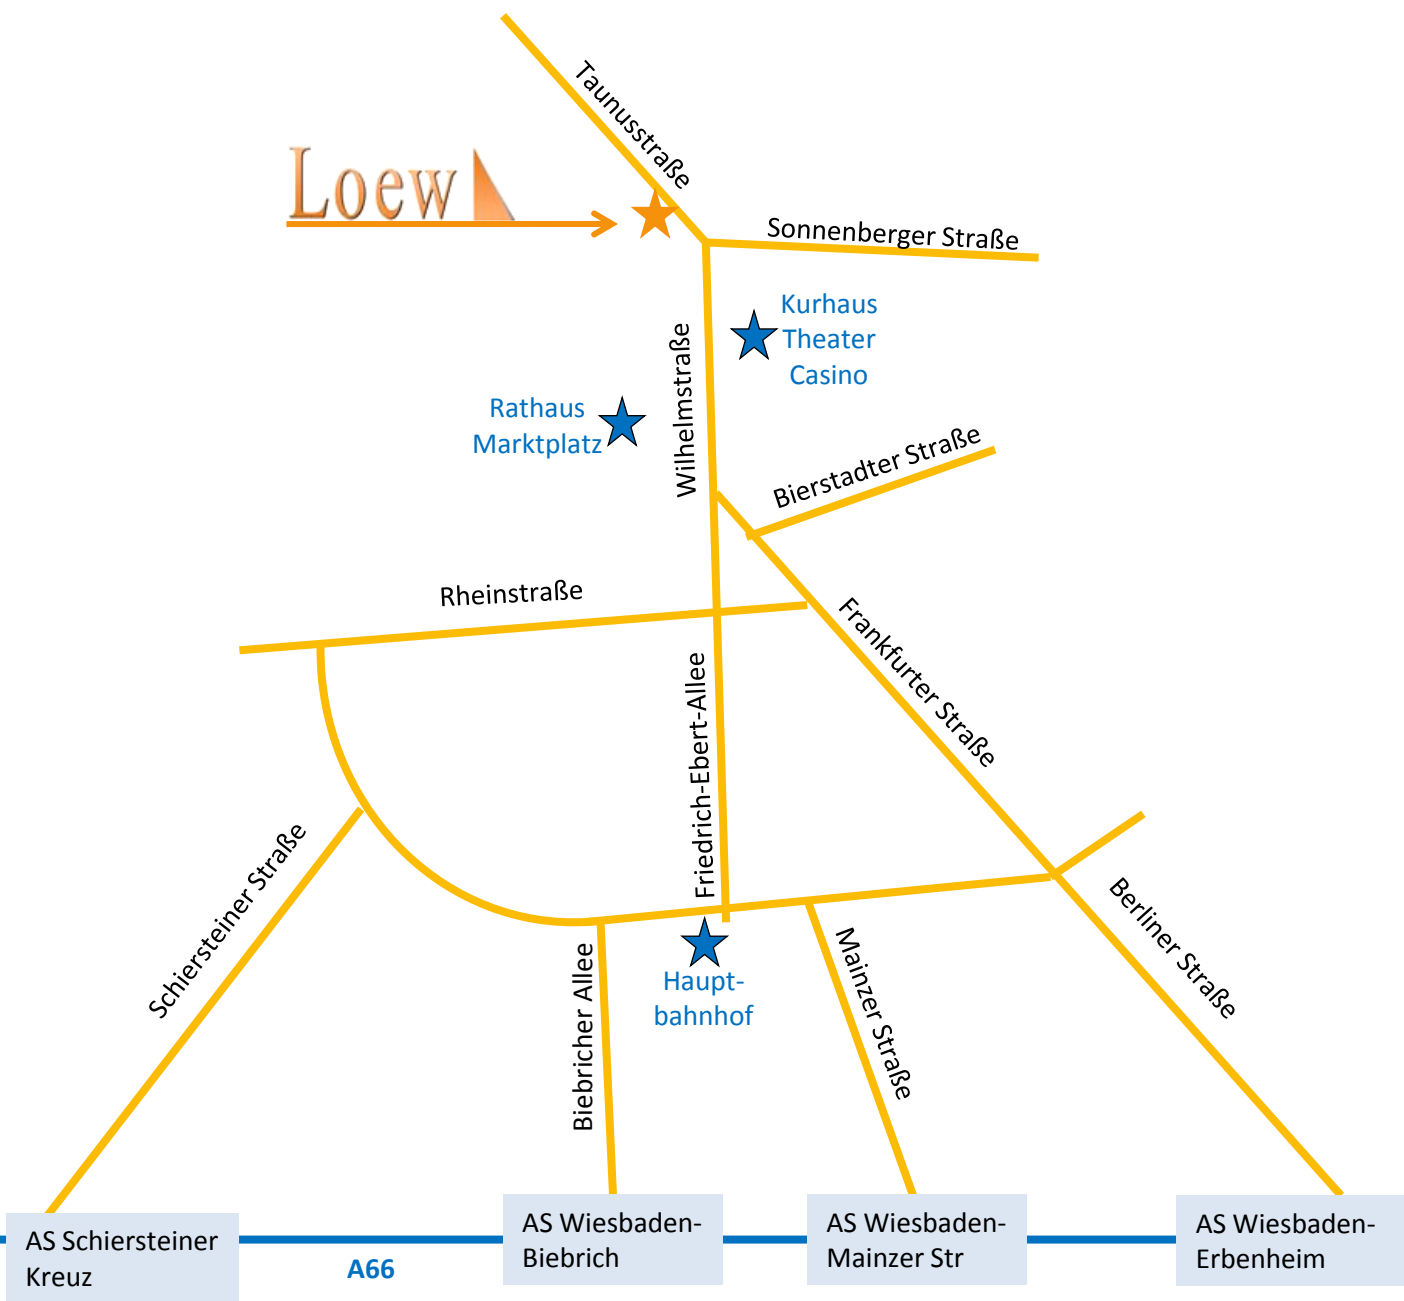 Taunusstraße
Loew
Sonnenberger Straße
Kurhaus
Theater
Casino
Wilhelmstraße
Rathaus
Marktplatz
Bierstadter Straße
Rheinstraße
Frankfurter Straße
Friedrich-Ebert-Allee
Schiersteiner Straße
Berliner Straße
Mainzer Straße
Biebricher Allee
Haupt-
bahnhof
AS Schiersteiner
Kreuz
A66
AS Wiesbaden-
Biebrich
AS Wiesbaden-
Mainzer Str
AS Wiesbaden-
Erbenheim